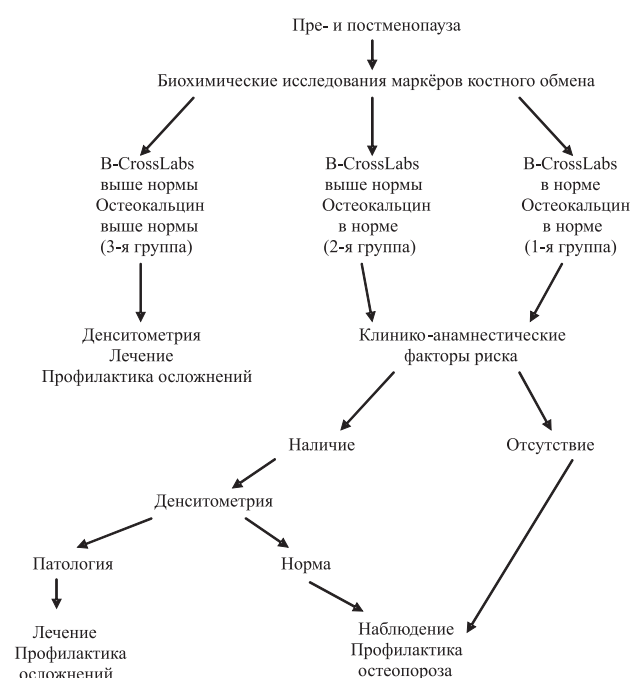 Пре- и постменопауза
Биохимические исследования маркёров костного обмена
B-CrossLabs
выше нормы
Остеокальцин
выше нормы
(3-я группа)
B-CrossLabs
выше нормы
Остеокальцин
в норме
(2-я группа)
B-CrossLabs
в норме
Остеокальцин
в норме
(1-я группа)
Денситометрия
Лечение
Профилактика осложнений
Клинико-анамнестические
факторы риска
Наличие
Отсутствие
Денситометрия
Патология
Норма
Лечение
Профилактика
осложнений
Наблюдение
Профилактика
остеопороза